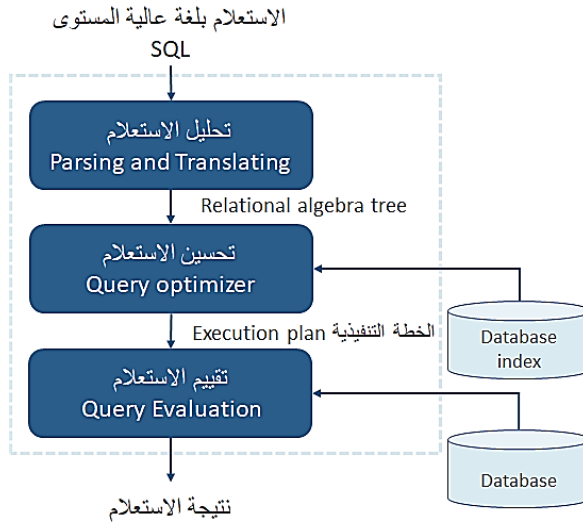 الاستعلام بلغة عالية المستوى
SQL
تحليل الاستعلام
Parsing and Translating
Relational algebra tree
تحسين الاستعلام
Query optimizer
Execution plan الخطة التنفيذية
Database
index
تقييم الاستعلام
Query Evaluation
Database
نتيجة الاستعلام